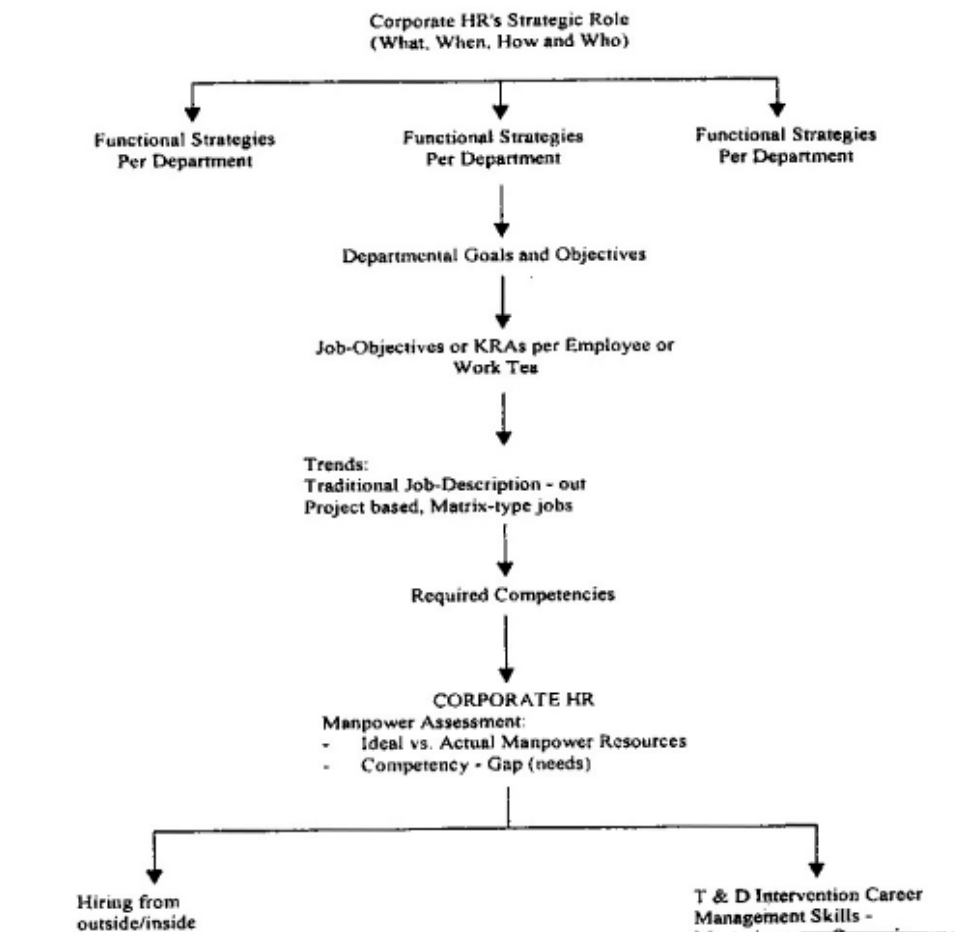 Corporate HR's Strategic Role
(What, When, How and Who)
Functional Strategies
Per Department
Functional Strategies
Per Department
Functional Strategies
Per Department
Departmental Goals and Objectives
Job-Objectives or KRAs per Employee or
Work Tea
Trends:
Traditional Job-Description - out
Project based, Matrix-type jobs
Required Competencies
CORPORATE HR
Manpower Assessment:
- Ideal vs. Actual Manpower Resources
- Competency - Gap (needs)
Hiring from
outside/inside
T & D Intervention Career
Management Skills -